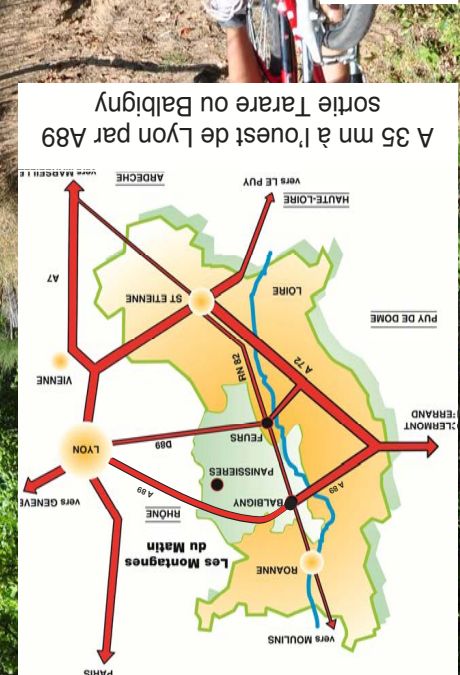 PARIS
vers MOULINS
ROANNE
Les Montagnes
du Matin
RHÔNE
vers GENEVE
A 89
A 89
BALBIGNY
PANISSIERES
LYON
D89
FEURS
CLERMONT
FERRAND
VIENNE
RN 82
A 72
PUY DE DOME
ST ETIENNE
LOIRE
A7
HAUTE-LOIRE
vers LE PUY
ARDECHE
vers MARSEILLE
A 35 mn à l'ouest de Lyon par A89
sortie Tarare ou Balbigny